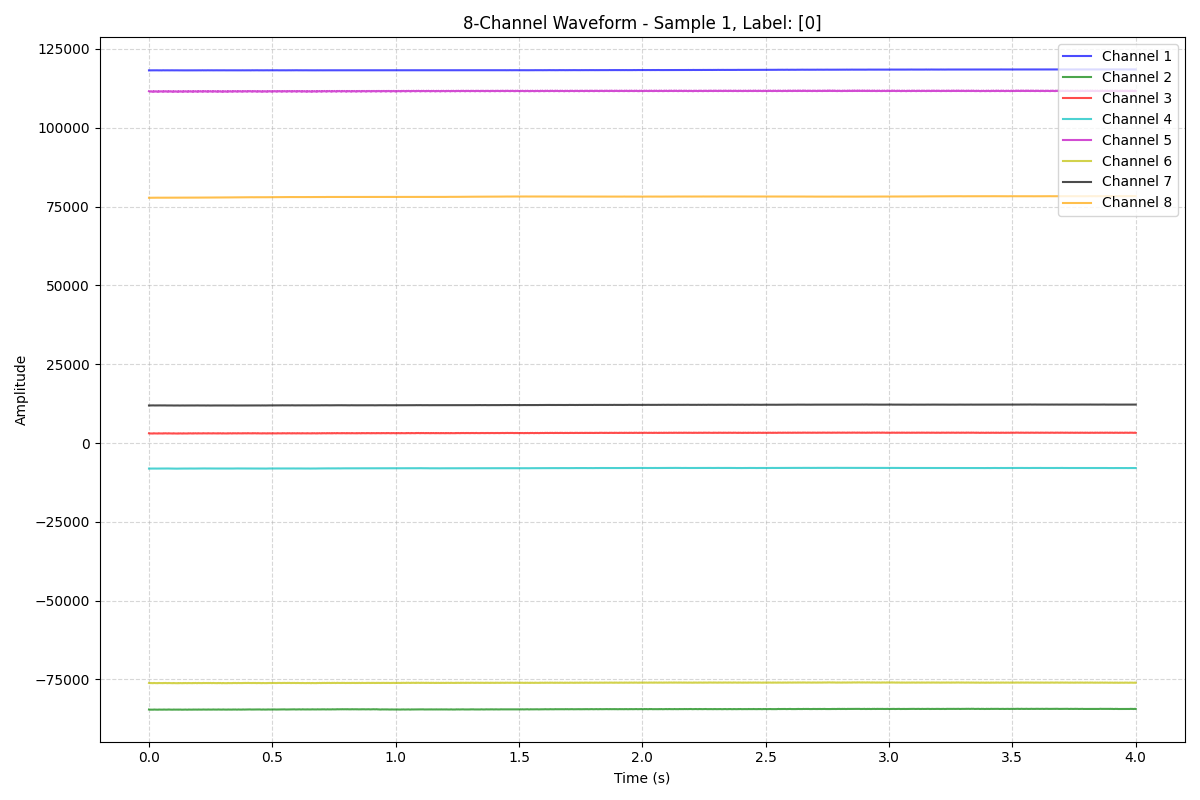 8-Channel Waveform - Sample 1, Label: [0]
125000
100000
75000
50000
25000
0
−25000
−50000
−75000
Amplitude
Channel 1
Channel 2
Channel 3
Channel 4
Channel 5
Channel 6
Channel 7
Channel 8
0.0 0.5 1.0 1.5 2.0 2.5 3.0 3.5 4.0
Time (s)